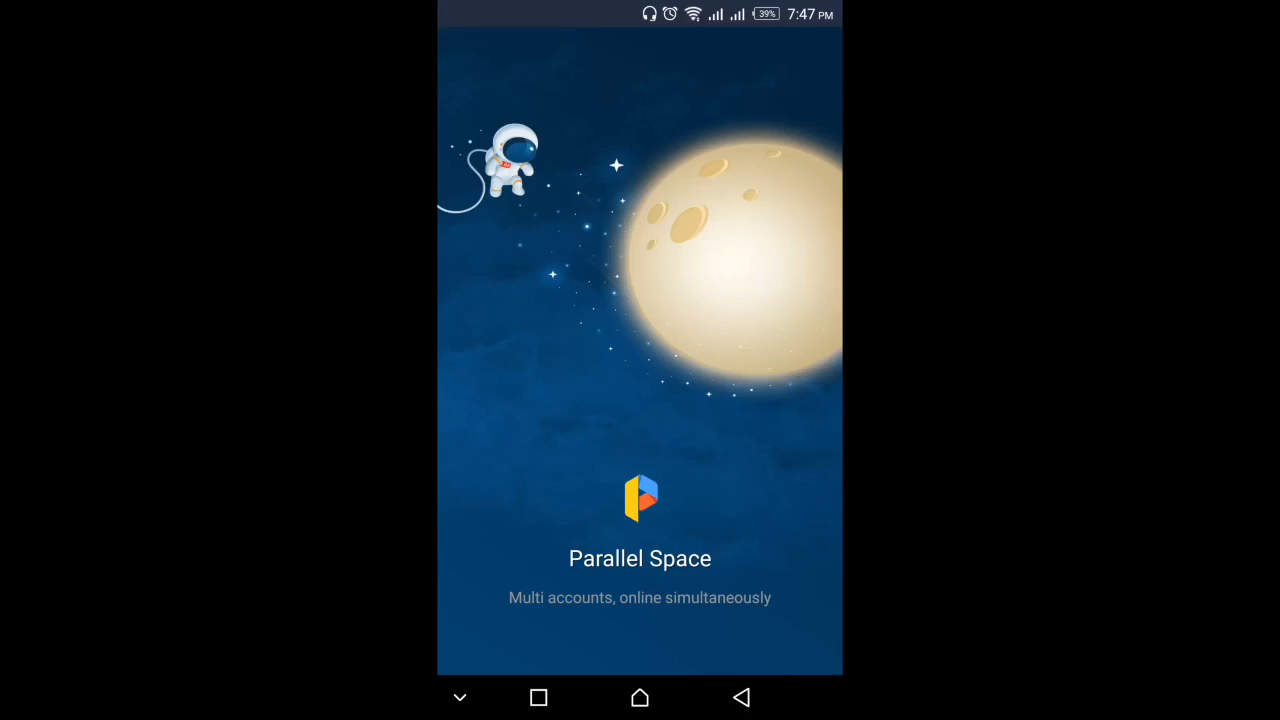 39% 7:47 PM
Parallel Space
Multi accounts, online simultaneously